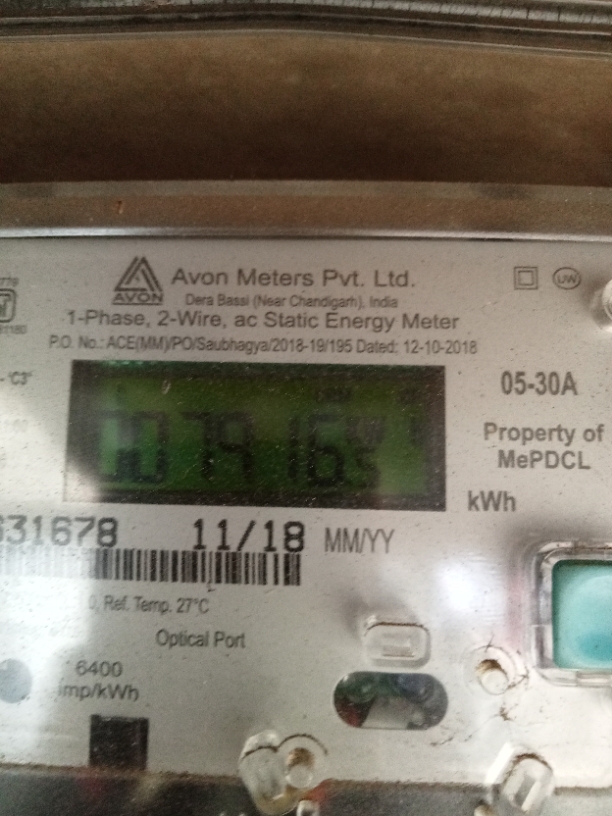 Avon Meters Pvt. Ltd.
AVON
Dera Bassi (Near Chandigarh), India
1-Phase, 2-Wire, ac Static Energy Meter
P.O. No.: ACE(MM)/PO/Saubhagya/2018-19/195 Dated: 12-10-2018
UW
05-30A
Property of
MePDCL
007916
kWh
31678 11/18 MM/YY
Ref. Temp. 27°C
Optical Port
6400
imp/kWh